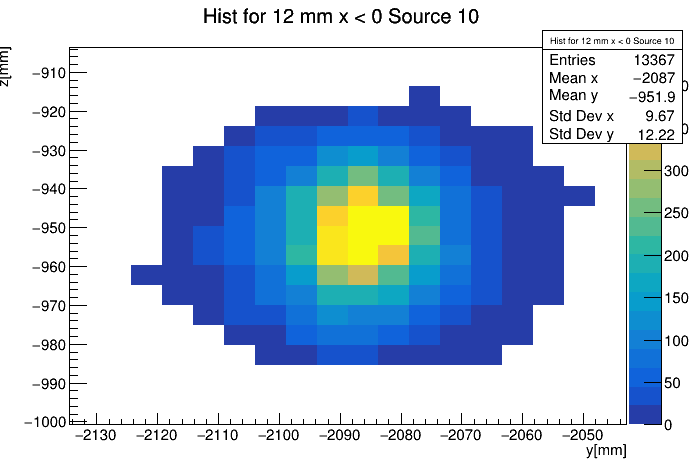 Hist for 12 mm x < 0 Source 10
z[mm]
Hist for 12 mm x < 0 Source 10
Entries 13367
Mean x −2087
Mean y −951.9
Std Dev x 9.67
Std Dev y 12.22
−910
−920
−930
−940
−950
−960
−970
−980
−990
−1000
−2130 −2120 −2110 −2100 −2090 −2080 −2070 −2060 −2050
y[mm]
300
250
200
150
100
50
0